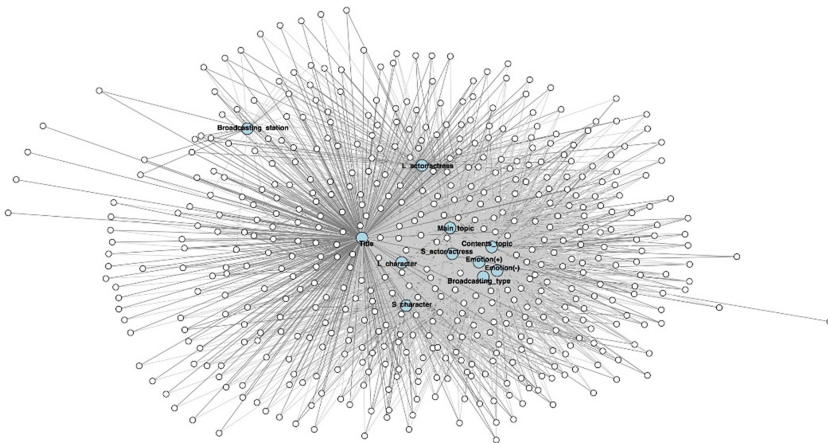 Broadcasting_station
L_actor/actress
Main_topic
Title
Contents_topic
S_actor/actress
Emotion(+)
L_character
Emotion(-)
Broadcasting_type
S_character